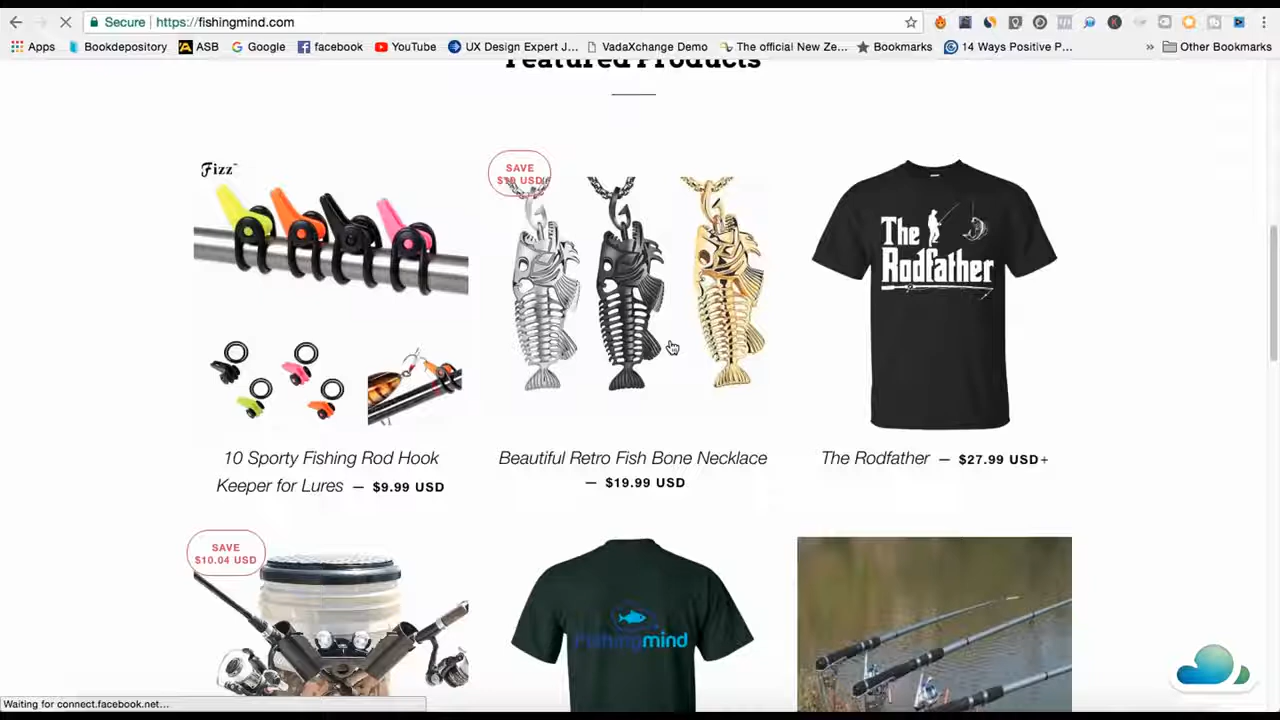 Secure https://fishingmind.com
Apps Bookdepository ASB Google facebook YouTube UX Design Expert J... VadaXchange Demo The official New Ze... Bookmarks 14 Ways Positive P... » Other Bookmarks
Featured Products
Fizz
SAVE
$10 USD
The
Rodfather
10 Sporty Fishing Rod Hook
Keeper for Lures — $9.99 USD
Beautiful Retro Fish Bone Necklace
— $19.99 USD
The Rodfather — $27.99 USD+
SAVE
$10.04 USD
Fishingmind
Waiting for connect.facebook.net...